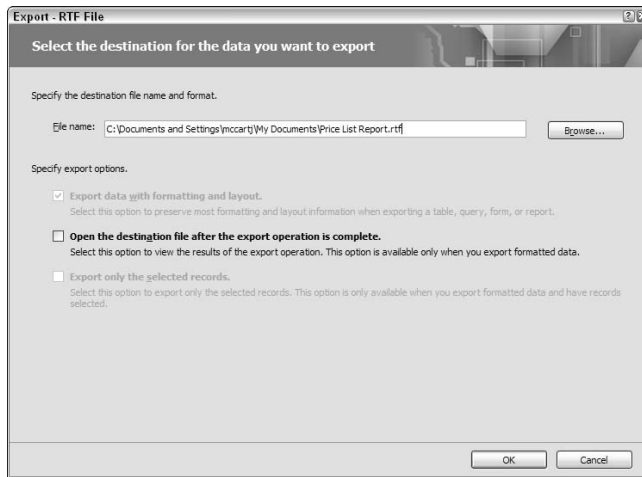 Export - RTF File
Select the destination for the data you want to export
Specify the destination file name and format.
File name: C:\Documents and Settings\mccartj\My Documents\Price List Report.rtf
Browse...
Specify export options.
Export data with formatting and layout.
Select this option to preserve most formatting and layout information when exporting a table, query, form, or report.
Open the destination file after the export operation is complete.
Select this option to view the results of the export operation. This option is available only when you export formatted data.
Export only the selected records.
Select this option to export only the selected records. This option is only available when you export formatted data and have records
selected.
OK Cancel